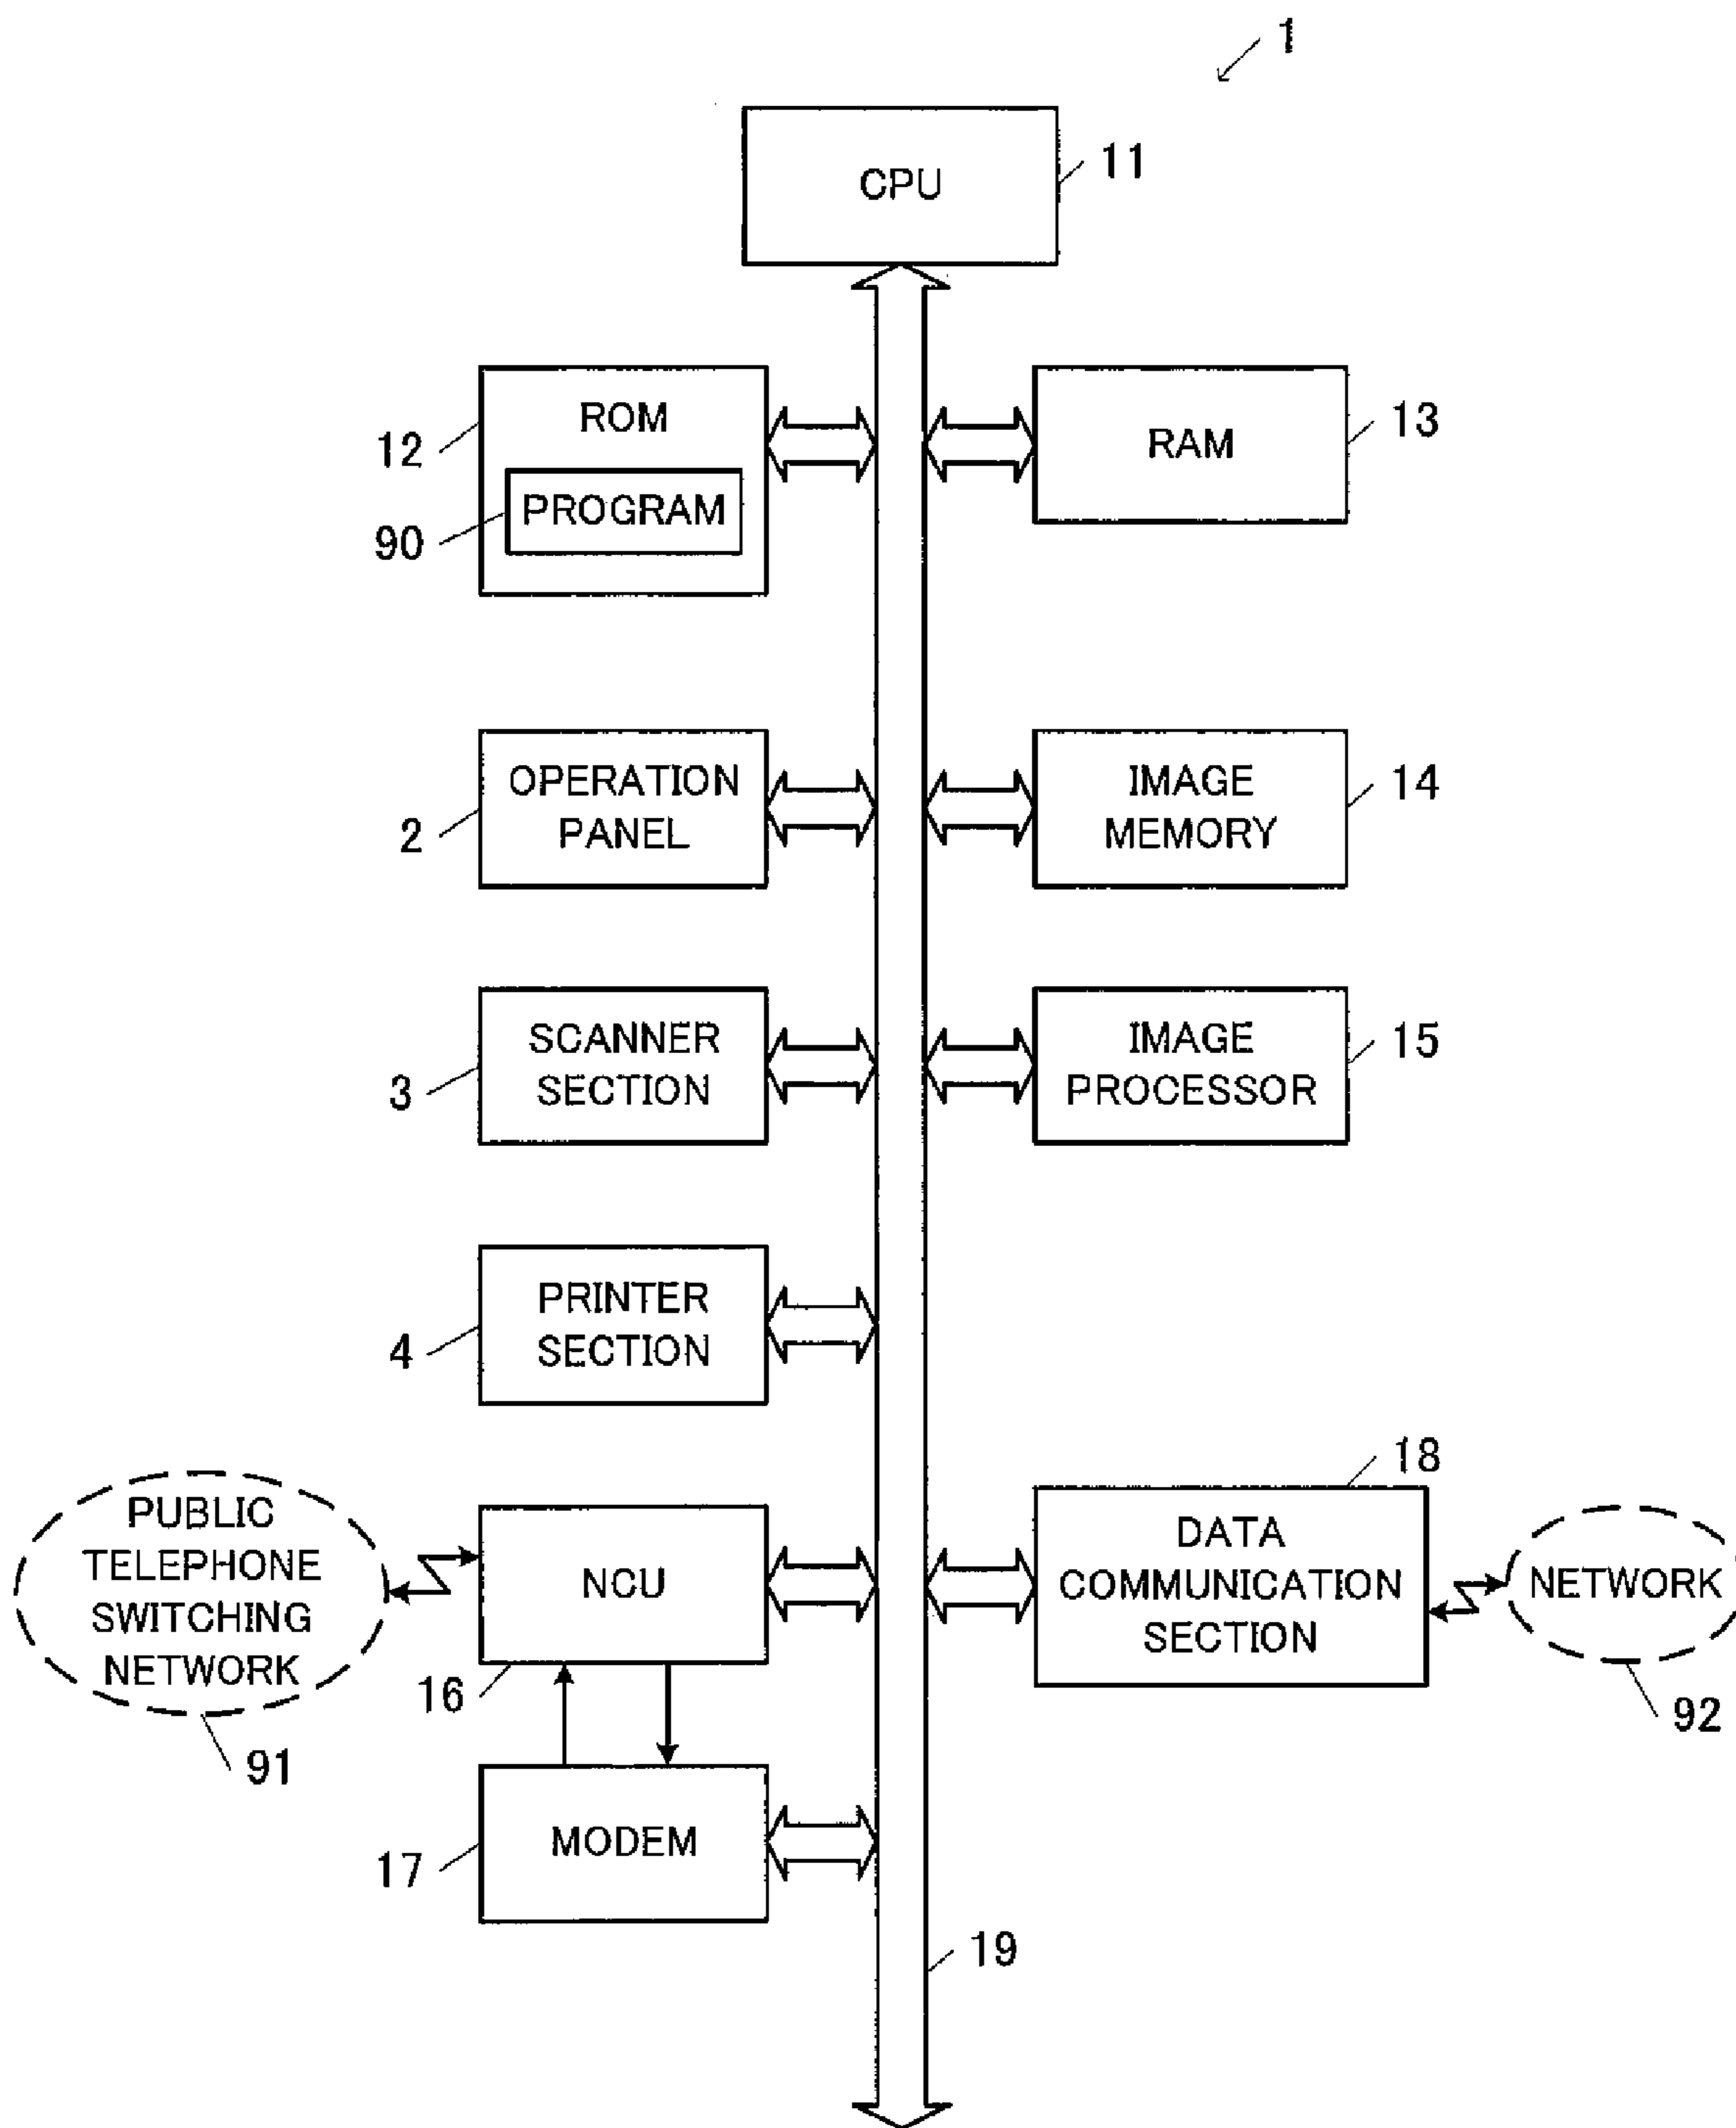 1
CPU
11
ROM
12
PROGRAM
90
RAM
13
OPERATION
PANEL
2
IMAGE
MEMORY
14
SCANNER
SECTION
3
IMAGE
PROCESSOR
15
PRINTER
SECTION
4
PUBLIC
TELEPHONE
SWITCHING
NETWORK
91
NCU
16
18
DATA
COMMUNICATION
SECTION
NETWORK
92
MODEM
17
19